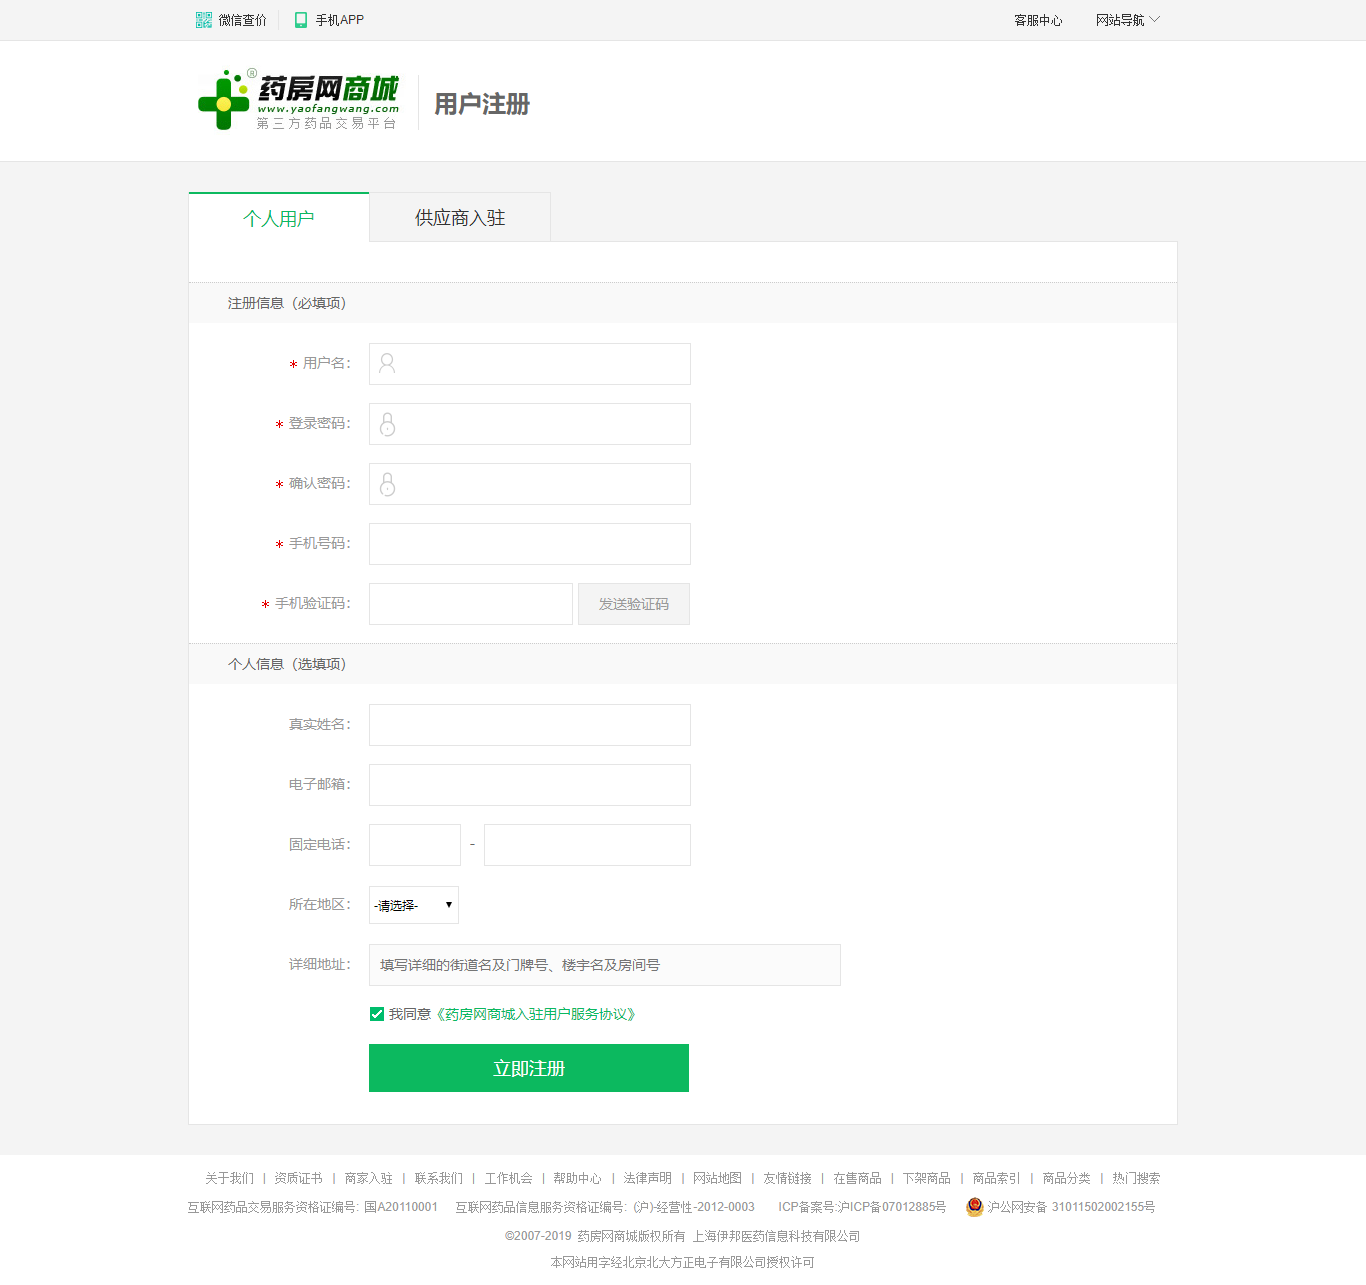 微信查价 手机APP 客服中心 网站导航
药房网商城®
www.yaofangwang.com
第三方药品交易平台
用户注册
个人用户 供应商入驻
注册信息（必填项）
* 用户名：
* 登录密码：
* 确认密码：
* 手机号码：
* 手机验证码： 发送验证码
个人信息（选填项）
真实姓名：
电子邮箱：
固定电话： -
所在地区： -请选择-
详细地址： 填写详细的街道名及门牌号、楼宇名及房间号
我同意《药房网商城入驻用户服务协议》
立即注册
关于我们 | 资质证书 | 商家入驻 | 联系我们 | 工作机会 | 帮助中心 | 法律声明 | 网站地图 | 友情链接 | 在售商品 | 下架商品 | 商品索引 | 商品分类 | 热门搜索
互联网药品交易服务资格证编号: 国A20110001 互联网药品信息服务资格证编号: (沪)-经营性-2012-0003 ICP备案号:沪ICP备07012885号 沪公网安备 31011502002155号
©2007-2019 药房网商城版权所有 上海伊邦医药信息科技有限公司
本网站用字经北京北大方正电子有限公司授权许可